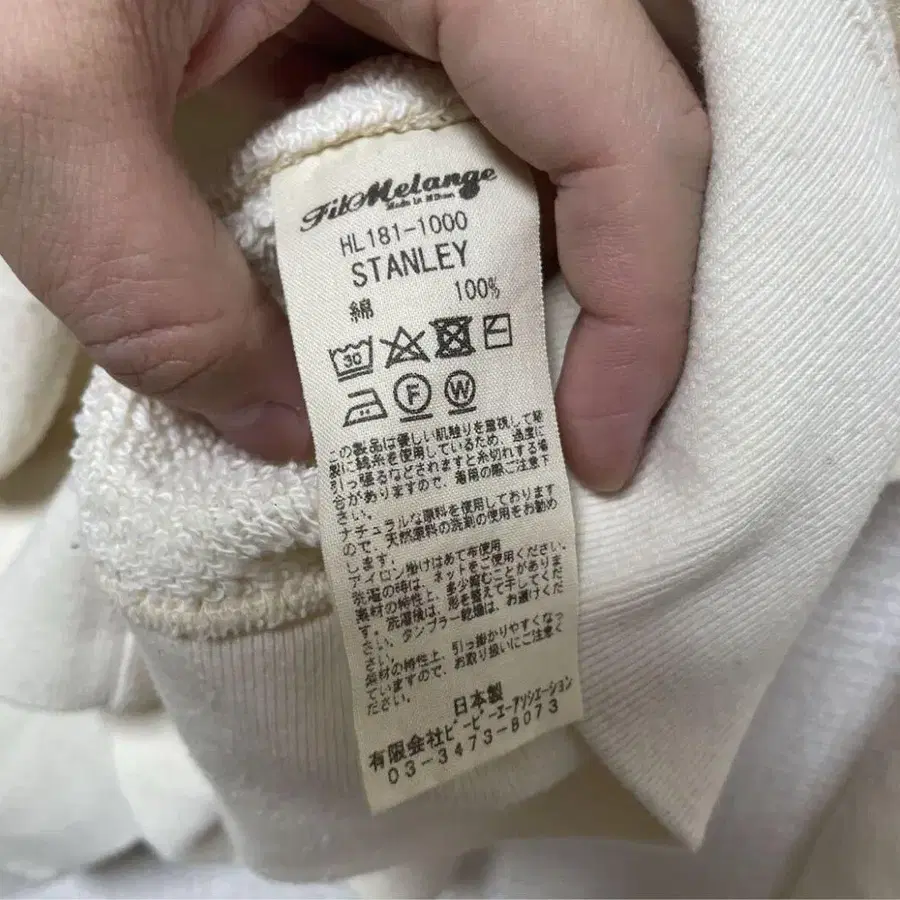 FilMelange
Made in Nihon.
HL181-1000
STANLEY
綿 100%
30
F W
この製品は優しい肌触りを重視して特
製に綿糸を使用しているため、過度に
引っ張るなどされますと糸切れする場
合がありますので、着用の際ご注意下
さい。
ナチュラルな原料を使用しております
ので、天然原料の洗剤の使用をお勧め
します。
アイロン掛けはあて布使用
洗濯の時は、ネットをご使用ください。
素材の特性上、多少縮むことがありま
す。洗濯後は、形を整えて干してくだ
さい。タンブラー乾燥は、お避けくだ
さい。
素材の特性上、引っ掛かりやすくなっ
ていますので、お取り扱いにご注意く
ださい。
日本製
有限会社ビーピーエーアソシエーション
03-3473-8073